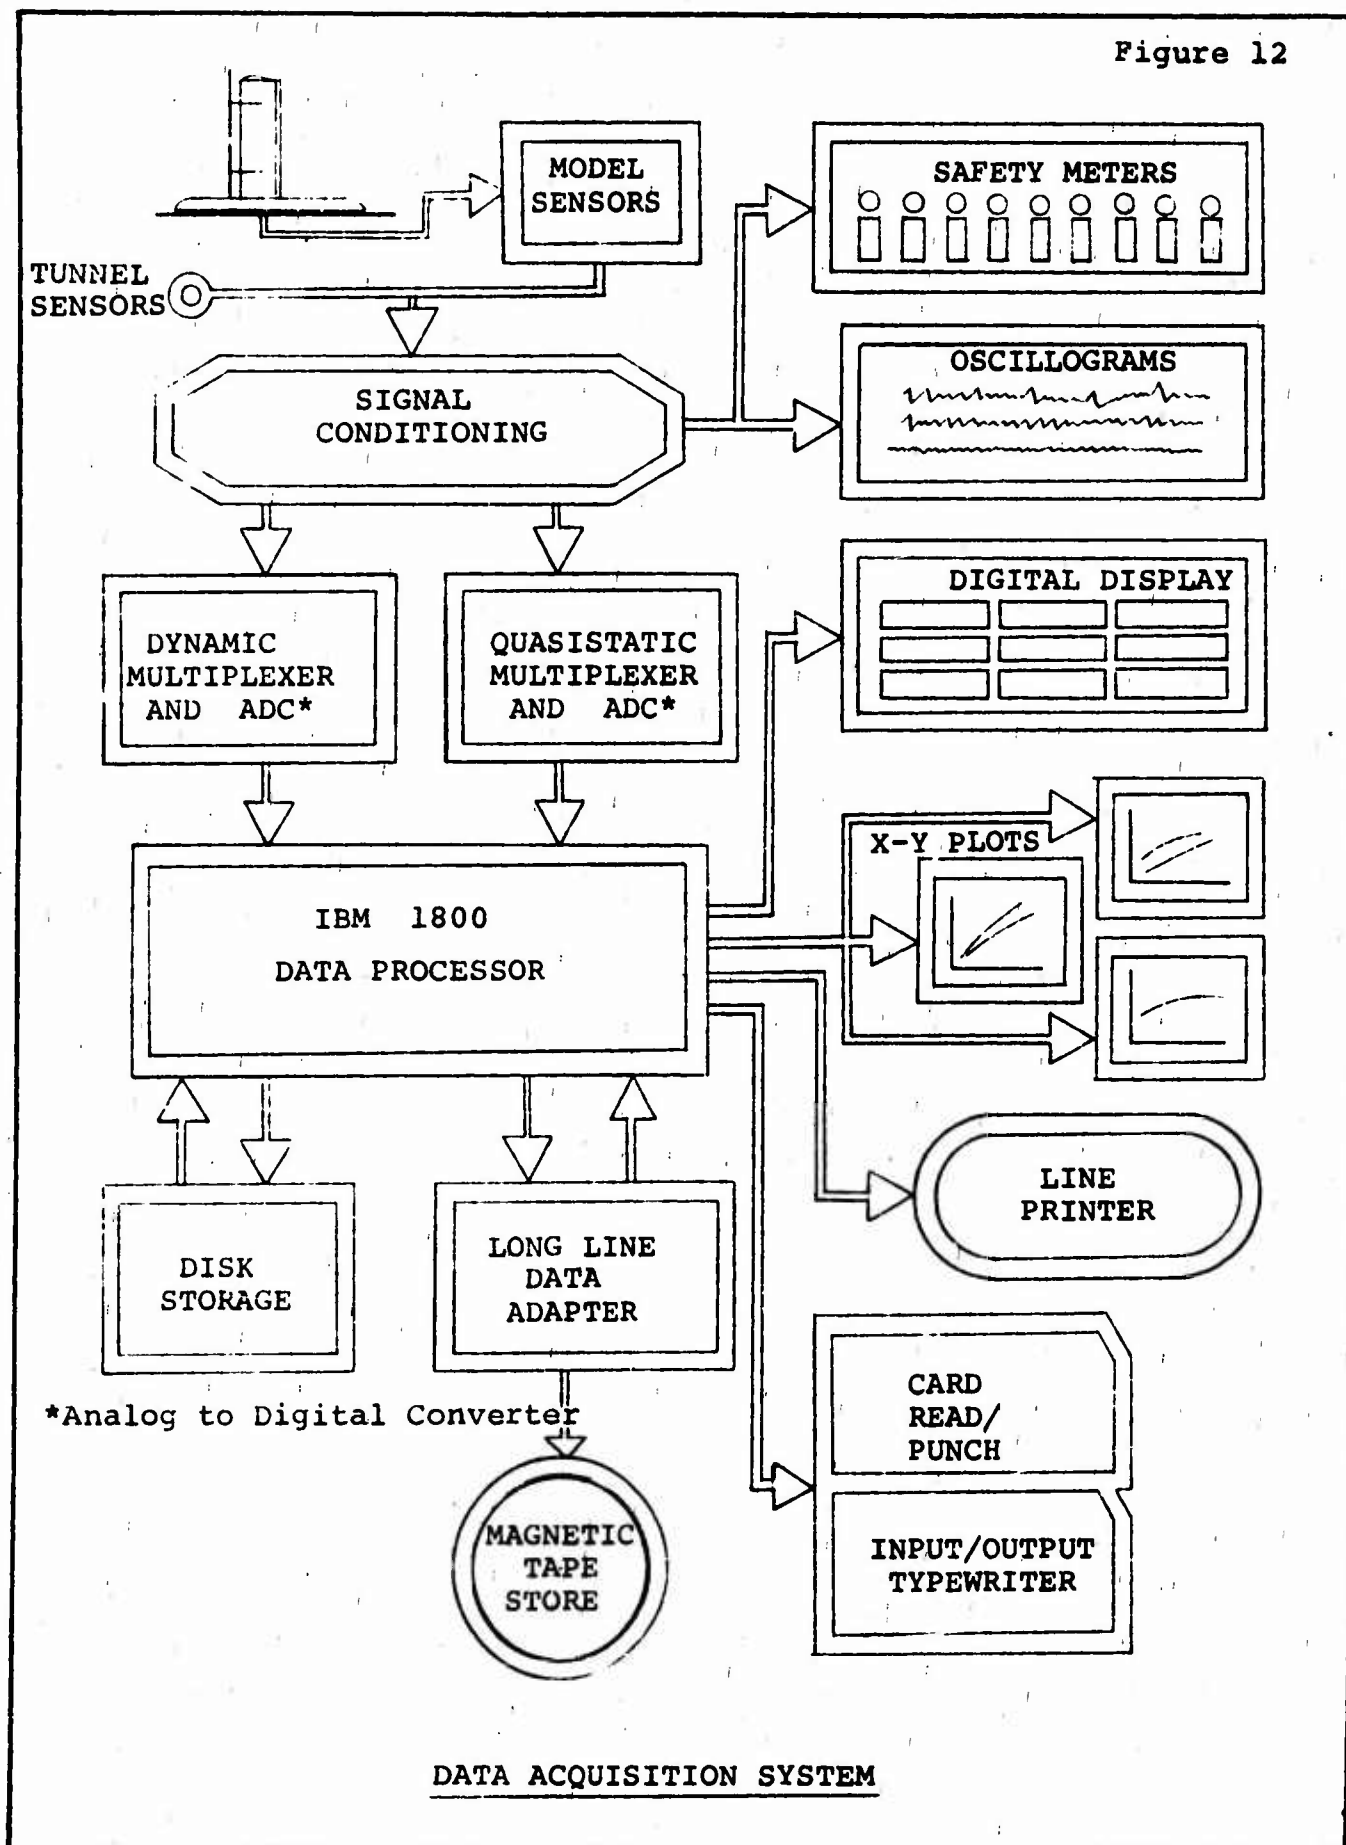 Figure 12
MODEL
SENSORS
SAFETY METERS
TUNNEL
SENSORS
OSCILLOGRAMS
SIGNAL
CONDITIONING
DIGITAL DISPLAY
DYNAMIC
MULTIPLEXER
AND ADC*
QUASISTATIC
MULTIPLEXER
AND ADC*
X-Y PLOTS
IBM 1800
DATA PROCESSOR
LINE
PRINTER
DISK
STORAGE
LONG LINE
DATA
ADAPTER
CARD
READ/
PUNCH
*Analog to Digital Converter
MAGNETIC
TAPE
STORE
INPUT/OUTPUT
TYPEWRITER
DATA ACQUISITION SYSTEM